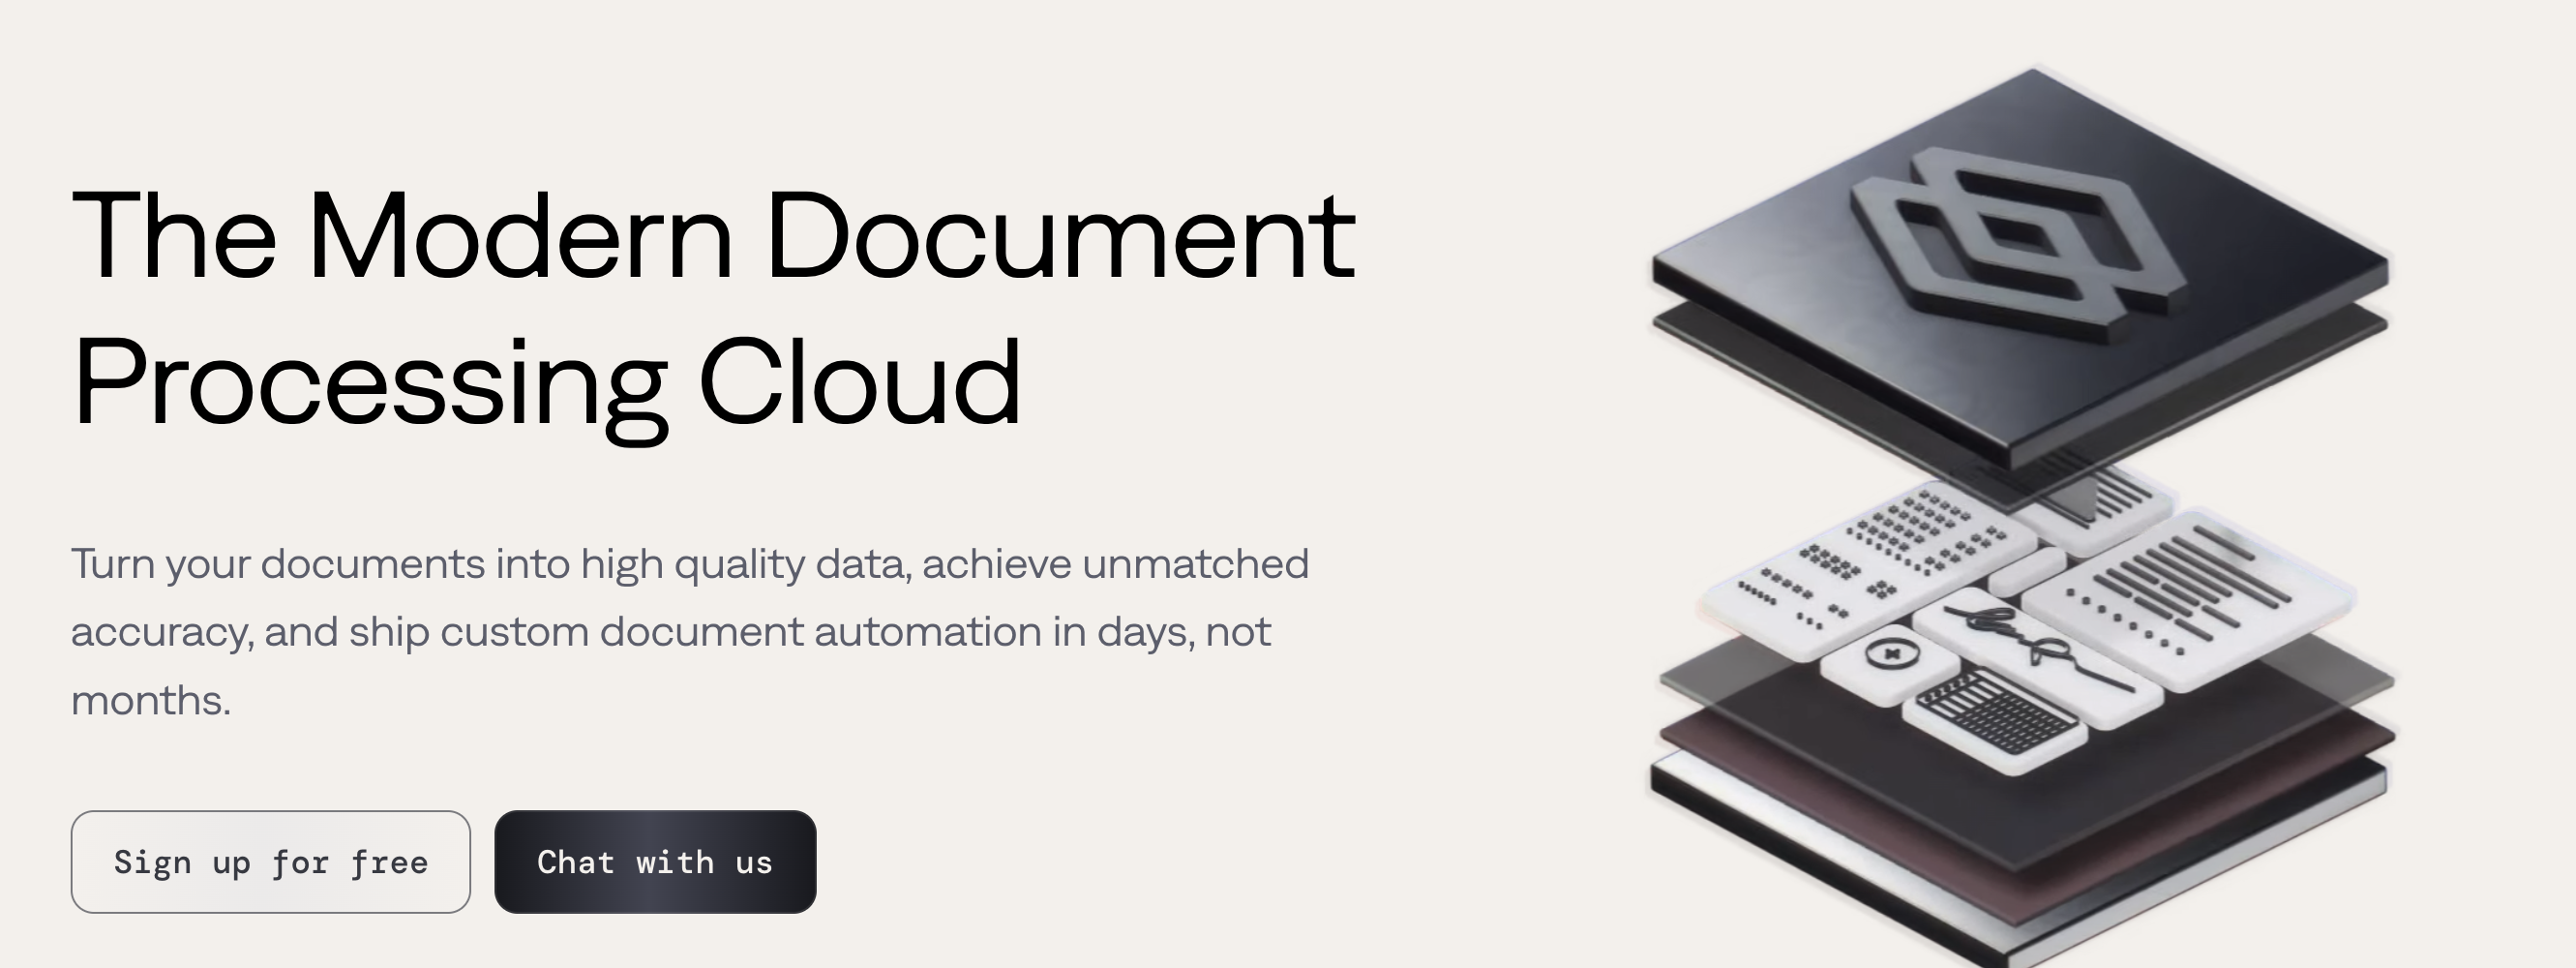 The Modern Document
Processing Cloud
Turn your documents into high quality data, achieve unmatched
accuracy, and ship custom document automation in days, not
months.
Sign up for free
Chat with us